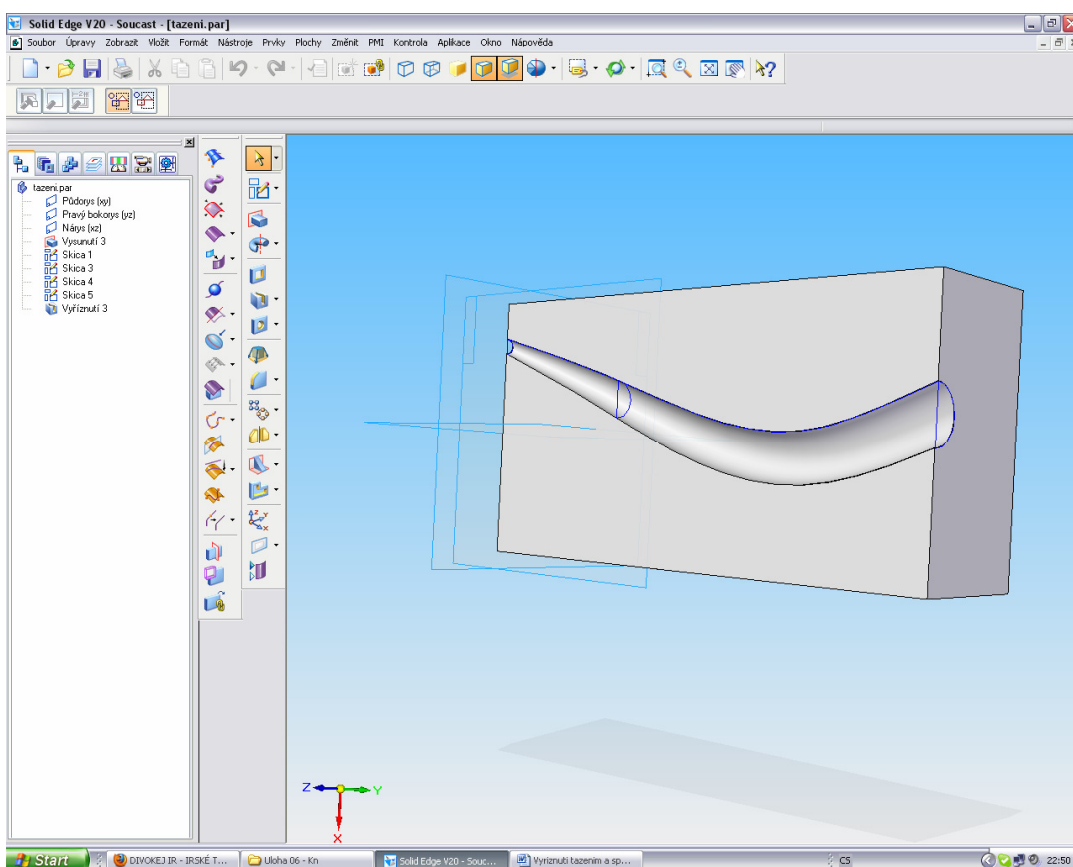 Solid Edge V20 - Soucast - [tazeni.par]
Soubor Úpravy Zobrazit Vložit Formát Nástroje Prvky Plochy Změnit PMI Kontrola Aplikace Okno Nápověda
tazeni.par
Půdorys (xy)
Pravý bokorys (yz)
Nárys (xz)
Vysunutí 3
Skica 1
Skica 3
Skica 4
Skica 5
Vyříznutí 3
Z Y
X
Start DIVOKEJ IR - IRSKÉ T... Uloha 06 - Kn Solid Edge V20 - Souc... Vyriznuti tazenim a sp... CS 22:50